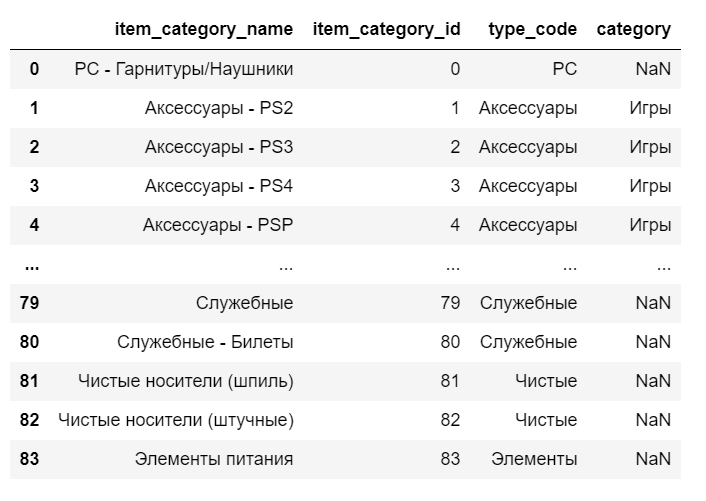 item_category_name item_category_id type_code category
0 PC - Гарнитуры/Наушники 0 PC NaN
1 Аксессуары - PS2 1 Аксессуары Игры
2 Аксессуары - PS3 2 Аксессуары Игры
3 Аксессуары - PS4 3 Аксессуары Игры
4 Аксессуары - PSP 4 Аксессуары Игры
... ... ... ... ...
79 Служебные 79 Служебные NaN
80 Служебные - Билеты 80 Служебные NaN
81 Чистые носители (шпиль) 81 Чистые NaN
82 Чистые носители (штучные) 82 Чистые NaN
83 Элементы питания 83 Элементы NaN